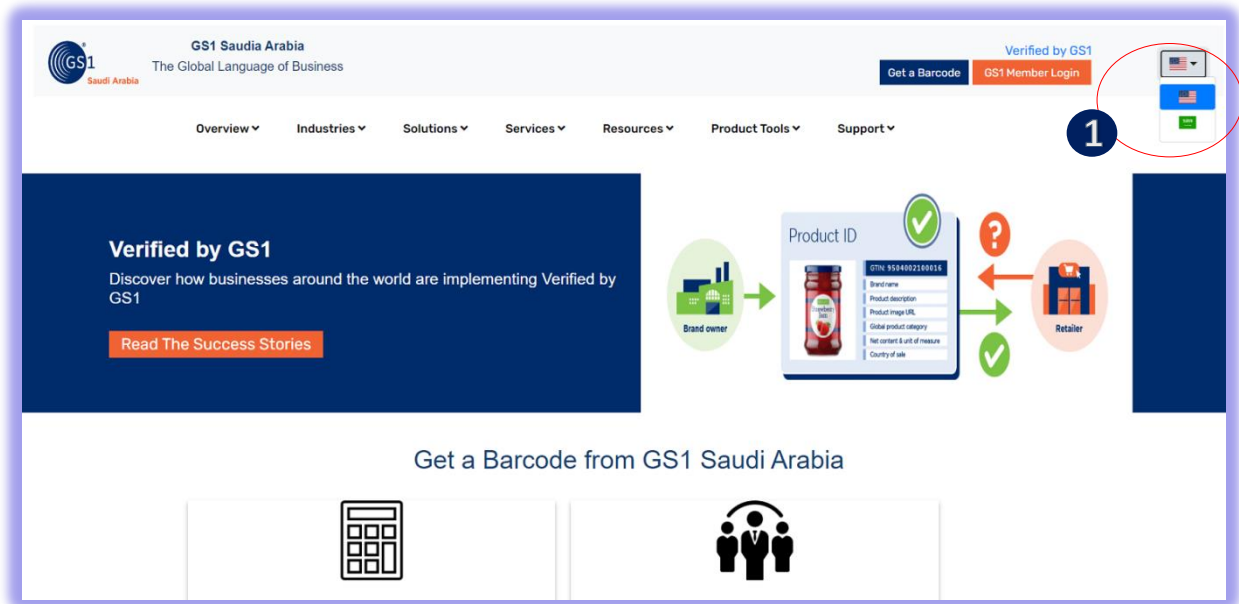 GS1
Saudi Arabia
GS1 Saudia Arabia
The Global Language of Business
Verified by GS1
Get a Barcode
GS1 Member Login
1
Overview
Industries
Solutions
Services
Resources
Product Tools
Support
Verified by GS1
Discover how businesses around the world are implementing Verified by
GS1
Read The Success Stories
Brand owner
Product ID
GTIN: 9504002100016
Brand name
Product description
Product image URL
Global product category
Net content & unit of measure
Country of sale
?
Retailer
Get a Barcode from GS1 Saudi Arabia